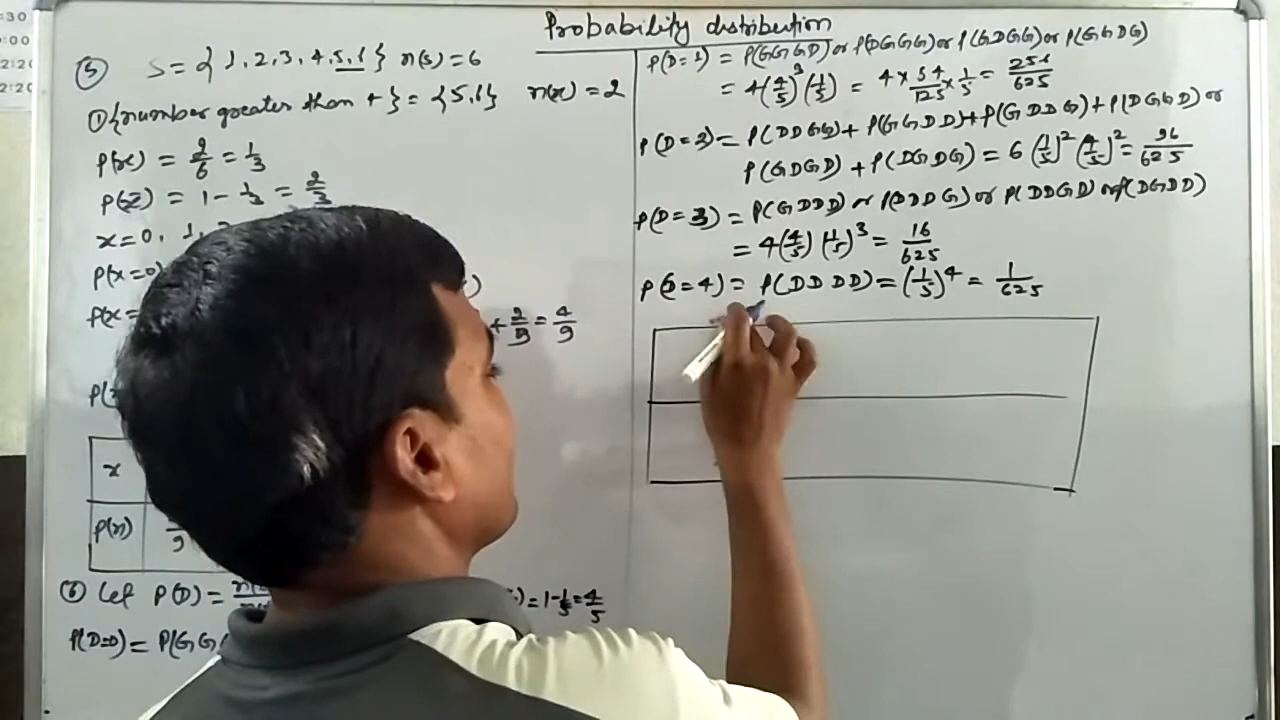 Probability distribution
⑤ S = { 1, 2, 3, 4, 5, 6 } n(s) = 6
① {number greater than 4} = {5, 6} n(x) = 2
P(x) = 2/6 = 1/3
P(x̄) = 1 - 1/3 = 2/3
x = 0, 1,
P(x=0)
P(x=
+ 2/9 = 4/9
x
P(x)
9
⑥ Let P(D) =
= 1 - 1/5 = 4/5
P(D=0) = P(G G
P(D=1) = P(GGGD) or P(DGGG) or P(GDGG) or P(GGDG)
= 4(4/5)³(1/5) = 4 × 64/125 × 1/5 = 256/625
P(D=2) = P(DDGG) + P(GGDD) + P(GDDG) + P(DGGD) or
P(GDGD) + P(DGDG) = 6 (1/5)² (4/5)² = 96/625
P(D=3) = P(GDDD) or P(DDDG) or P(DDGD) or P(DGDD)
= 4(4/5) (1/5)³ = 16/625
P(D=4) = P(DDDD) = (1/5)⁴ = 1/625